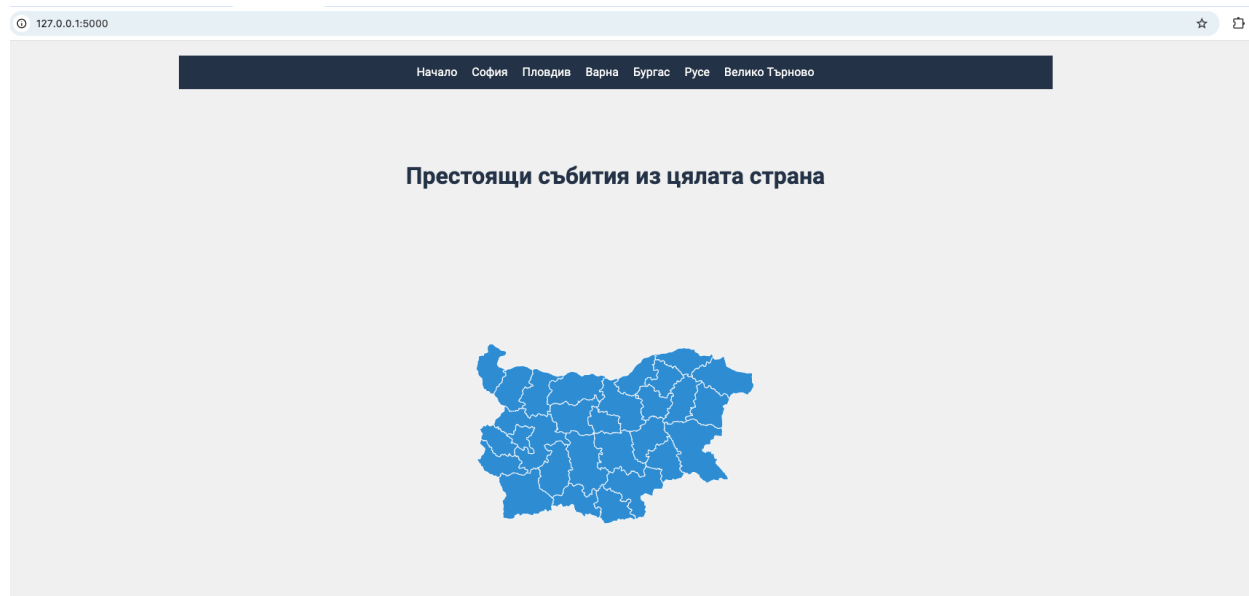 127.0.0.1:5000
Начало София Пловдив Варна Бургас Русе Велико Търново
Престоящи събития из цялата страна